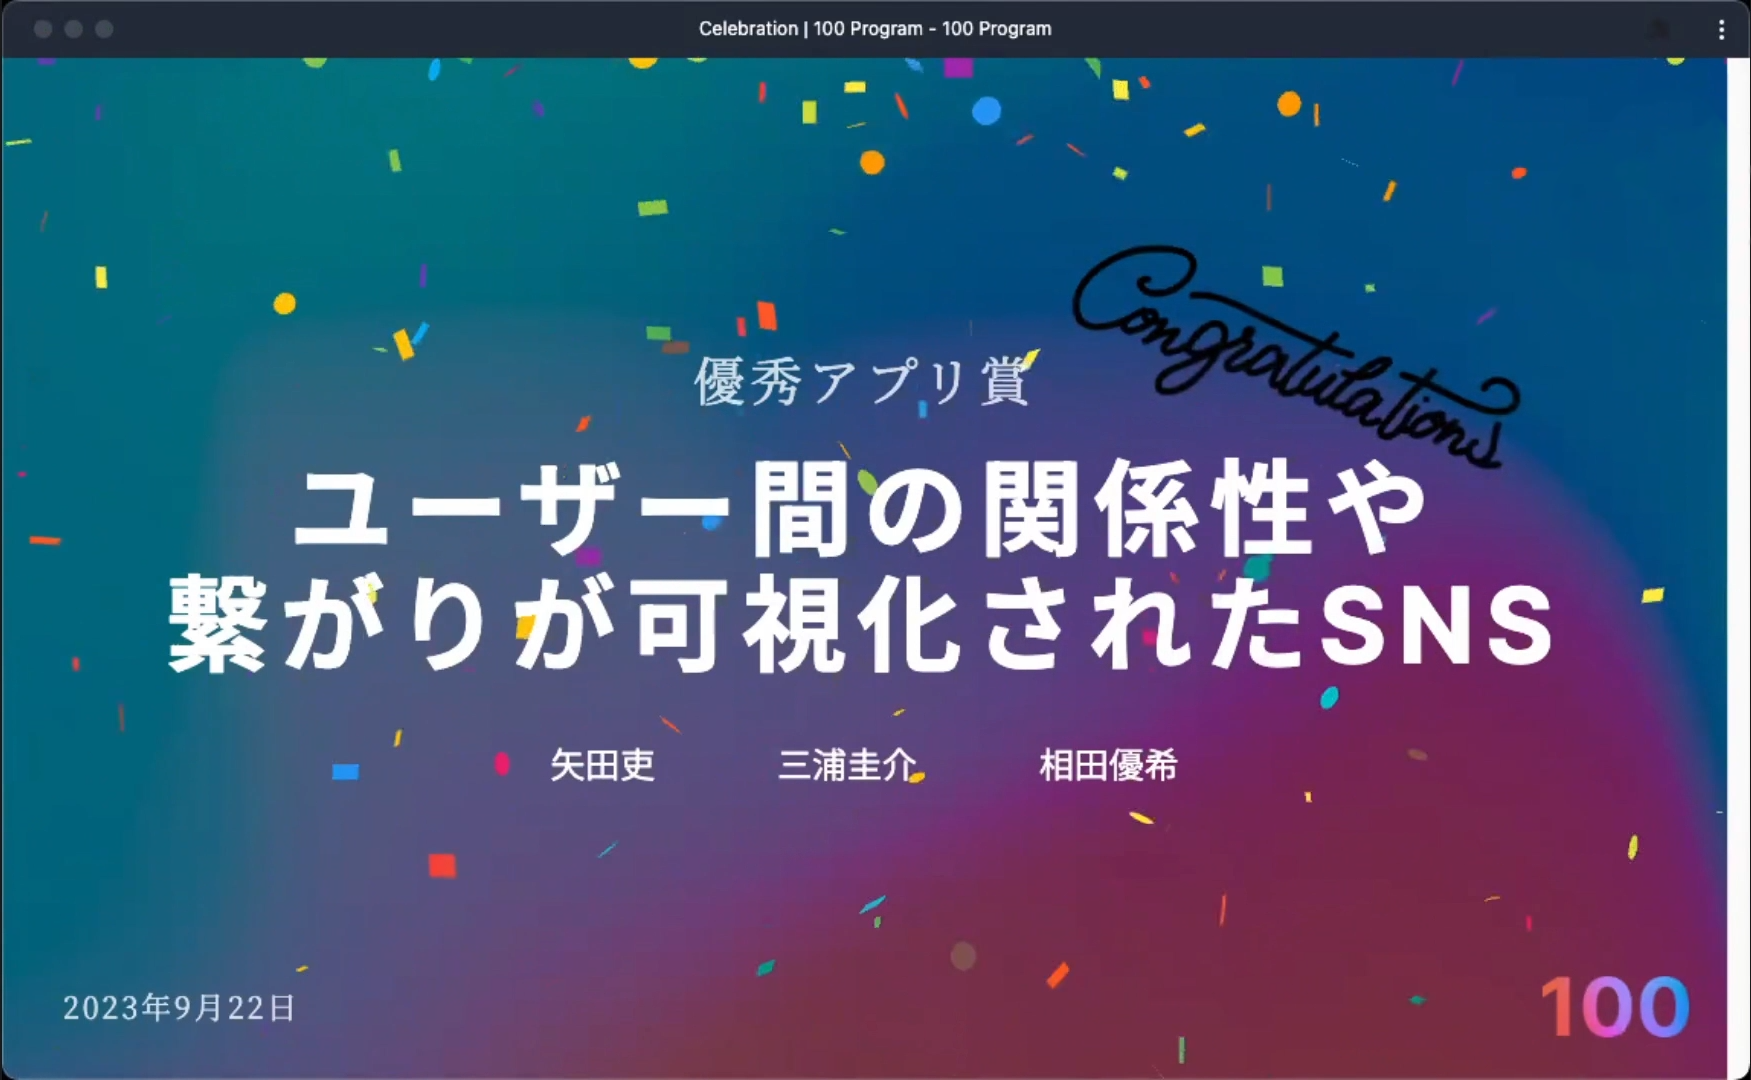 Celebration | 100 Program - 100 Program
Congratulations
優秀アプリ賞
ユーザー間の関係性や
繋がりが可視化されたSNS
矢田吏 三浦圭介 相田優希
2023年9月22日
100